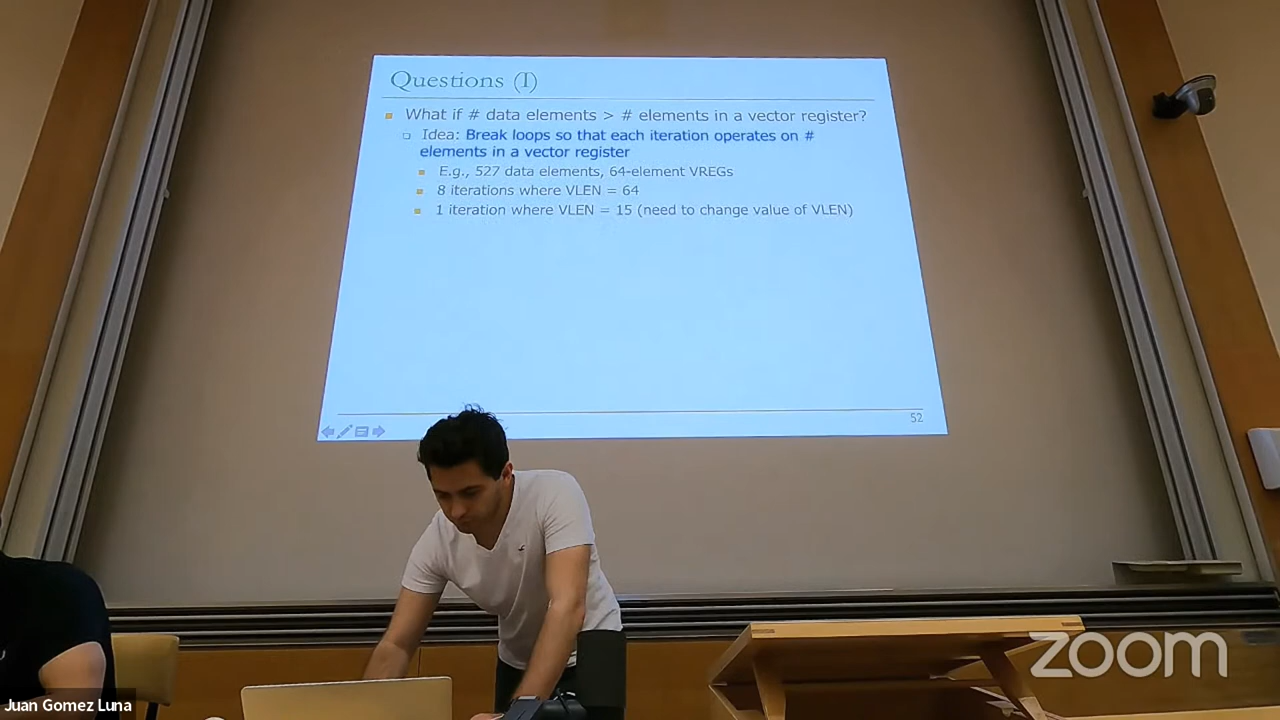 Questions (I)
What if # data elements > # elements in a vector register?
Idea: Break loops so that each iteration operates on #
elements in a vector register
E.g., 527 data elements, 64-element VREGs
8 iterations where VLEN = 64
1 iteration where VLEN = 15 (need to change value of VLEN)
52
zoom
Juan Gomez Luna